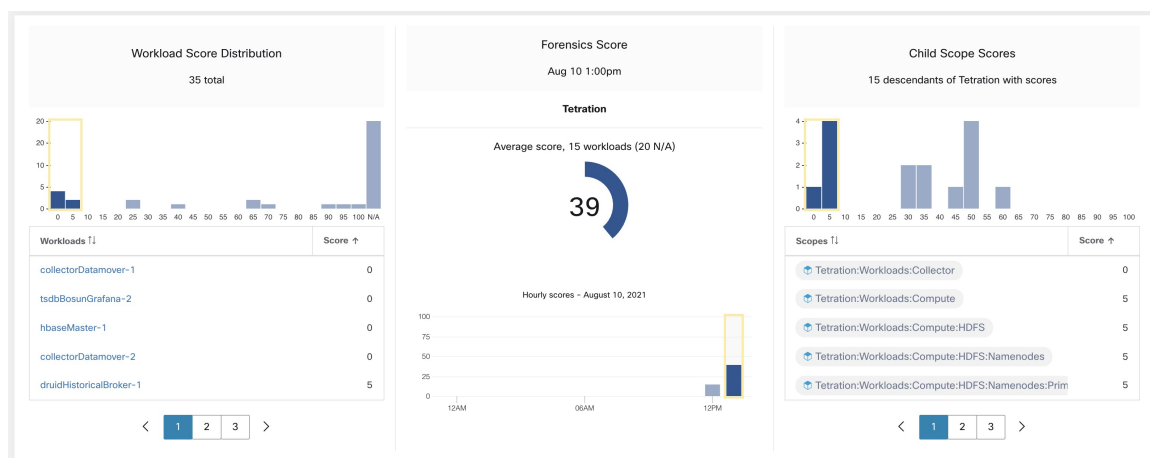 Workload Score Distribution
35 total
20
20
10
5
0
0 5 10 15 20 25 30 35 40 45 50 55 60 65 70 75 80 85 90 95 100 N/A
Workloads Score
collectorDatamover-1 0
tsdbBosunGrafana-2 0
hbaseMaster-1 0
collectorDatamover-2 0
druidHistoricalBroker-1 5
1 2 3
Forensics Score
Aug 10 1:00pm
Tetration
Average score, 15 workloads (20 N/A)
39
Hourly scores - August 10, 2021
100
75
50
25
0
12AM 06AM 12PM
Child Scope Scores
15 descendants of Tetration with scores
4
3
2
1
0
0 5 10 15 20 25 30 35 40 45 50 55 60 65 70 75 80 85 90 95 100
Scopes Score
Tetration:Workloads:Collector 0
Tetration:Workloads:Compute 5
Tetration:Workloads:Compute:HDFS 5
Tetration:Workloads:Compute:HDFS:Namenodes 5
Tetration:Workloads:Compute:HDFS:Namenodes:Prim 5
1 2 3